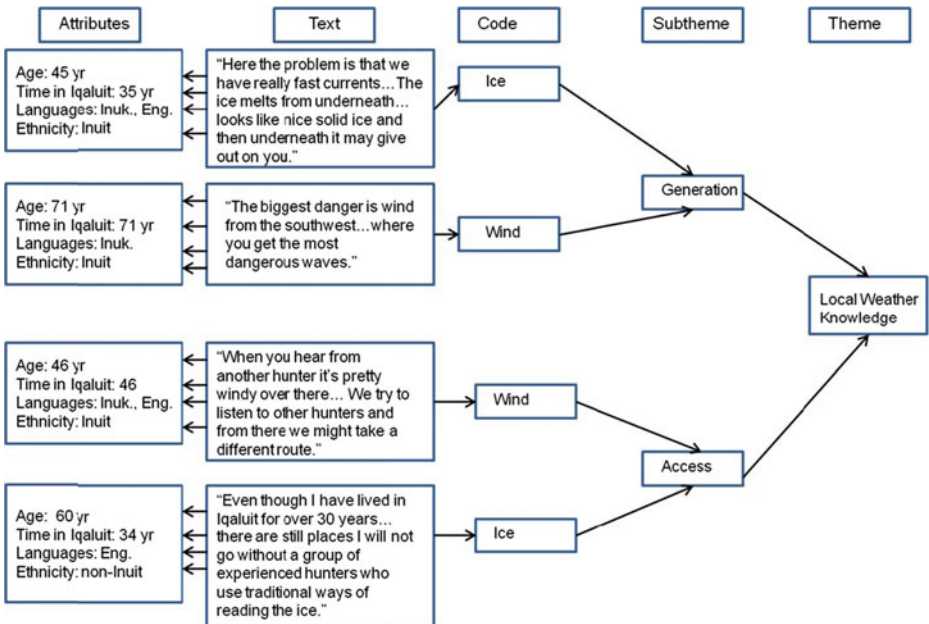 Attributes
Text
Code
Subtheme
Theme
Age: 45 yr
Time in Iqaluit: 35 yr
Languages: Inuk., Eng.
Ethnicity: Inuit
“Here the problem is that we
have really fast currents…The
ice melts from underneath…
looks like nice solid ice and
then underneath it may give
out on you.”
Ice
Age: 71 yr
Time in Iqaluit: 71 yr
Languages: Inuk.
Ethnicity: Inuit
“The biggest danger is wind
from the southwest…where
you get the most
dangerous waves.”
Wind
Generation
Local Weather
Knowledge
Age: 46 yr
Time in Iqaluit: 46
Languages: Inuk., Eng.
Ethnicity: Inuit
“When you hear from
another hunter it’s pretty
windy over there… We try to
listen to other hunters and
from there we might take a
different route.”
Wind
Access
Age: 60 yr
Time in Iqaluit: 34 yr
Languages: Eng.
Ethnicity: non-Inuit
“Even though I have lived in
Iqaluit for over 30 years…
there are still places I will not
go without a group of
experienced hunters who
use traditional ways of
reading the ice.”
Ice